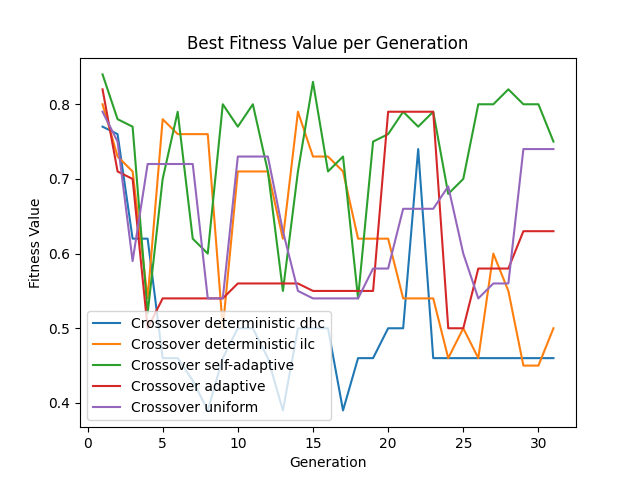 Best Fitness Value per Generation
Fitness Value
0.8
0.7
0.6
0.5
0.4
Crossover deterministic dhc
Crossover deterministic ilc
Crossover self-adaptive
Crossover adaptive
Crossover uniform
0 5 10 15 20 25 30
Generation